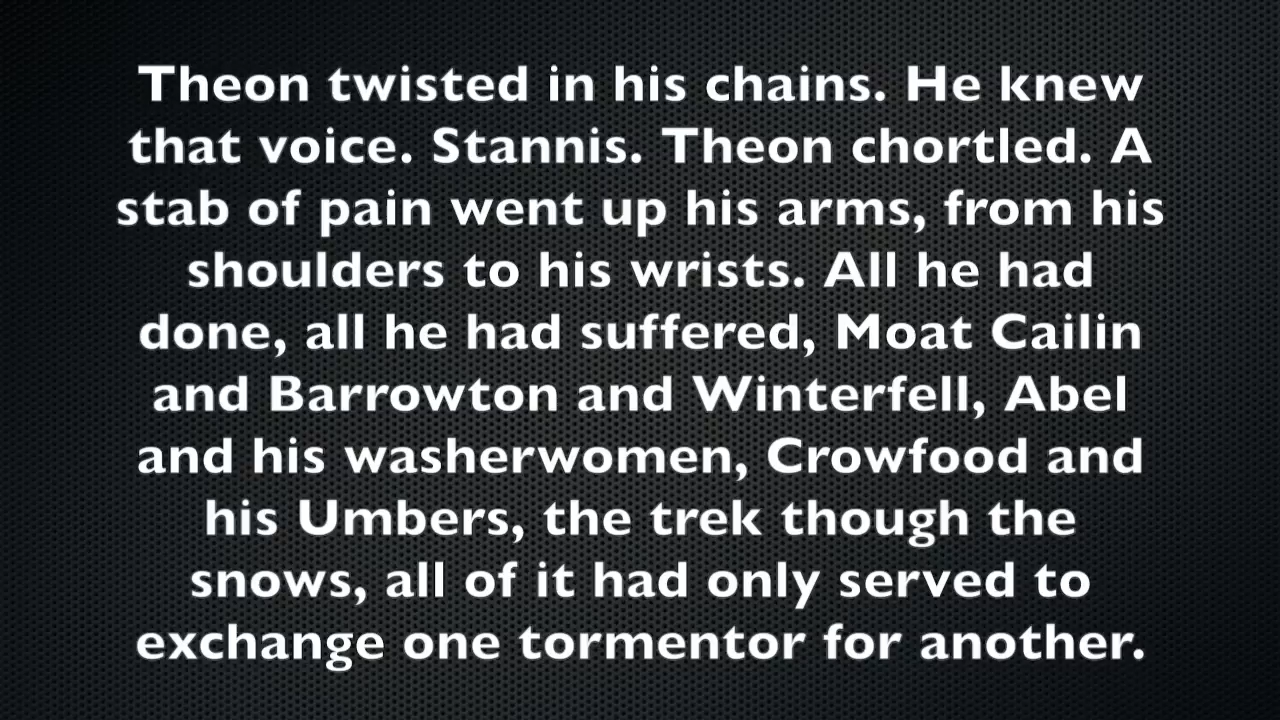 Theon twisted in his chains. He knew
that voice. Stannis. Theon chortled. A
stab of pain went up his arms, from his
shoulders to his wrists. All he had
done, all he had suffered, Moat Cailin
and Barrowton and Winterfell, Abel
and his washerwomen, Crowfood and
his Umbers, the trek though the
snows, all of it had only served to
exchange one tormentor for another.